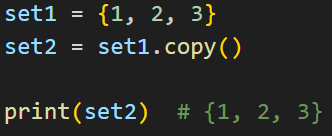 set1 = {1, 2, 3}
set2 = set1.copy()
print(set2)  # {1, 2, 3}